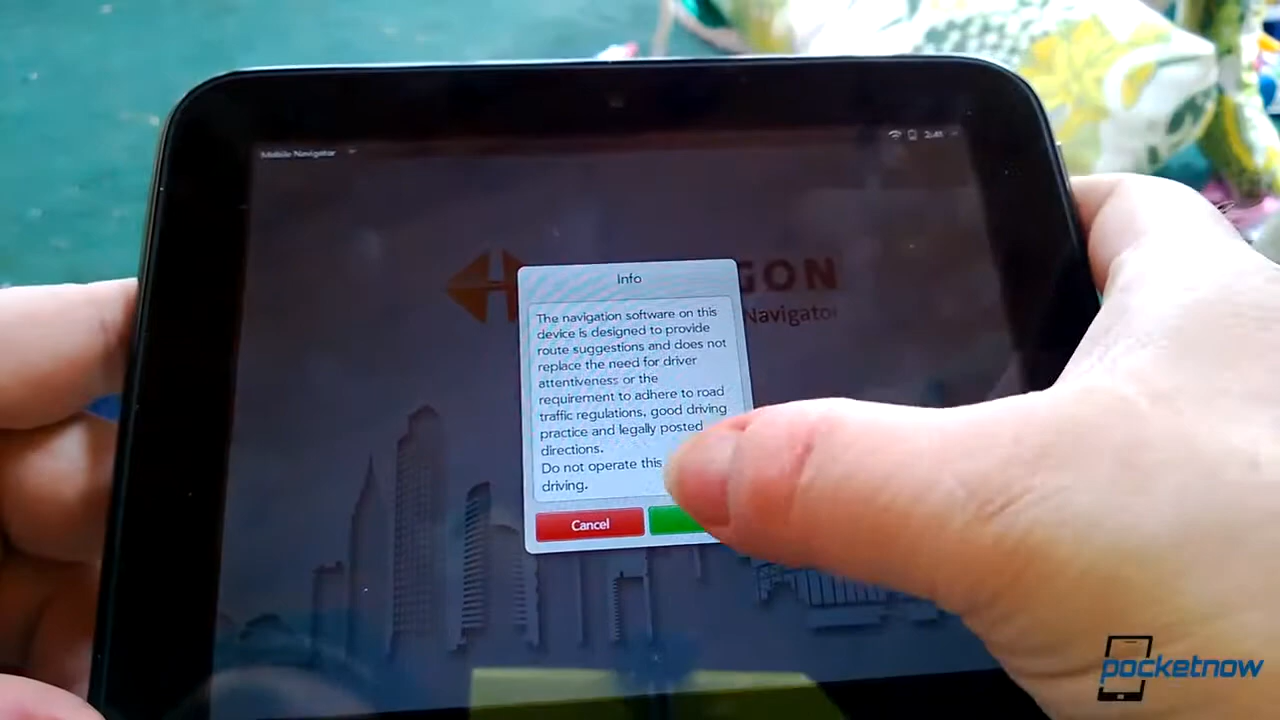 Mobile Navigator
2:41
Info
GON
Navigator
The navigation software on this
device is designed to provide
route suggestions and does not
replace the need for driver
attentiveness or the
requirement to adhere to road
traffic regulations, good driving
practice and legally posted
directions.
Do not operate this
driving.
Cancel
pocketnow